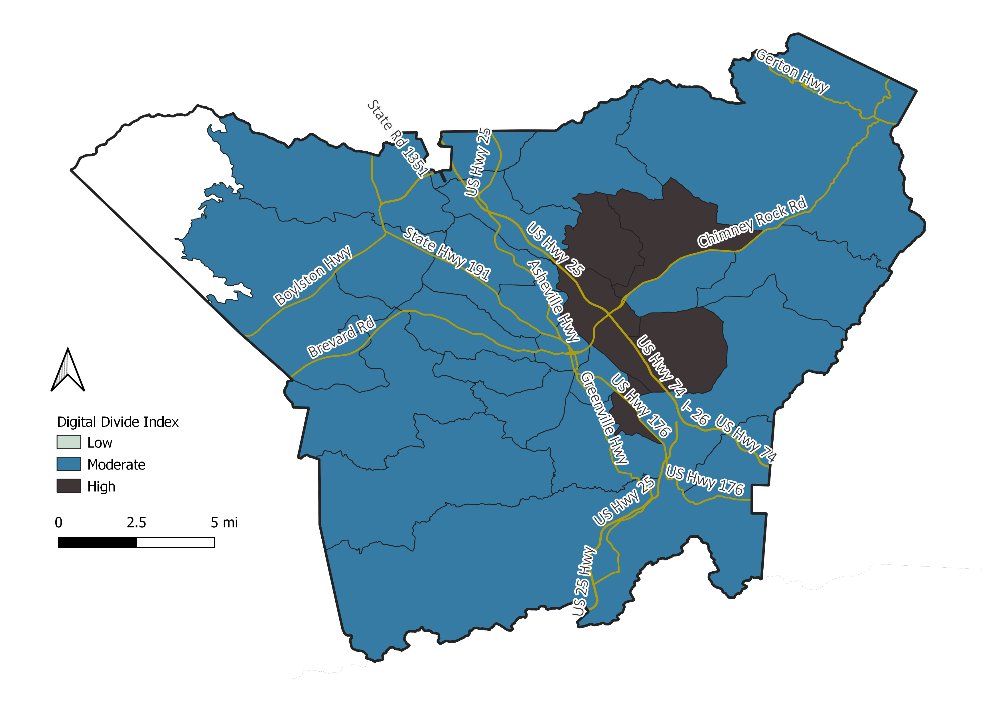 Gerton Hwy
State Rd 1351
US Hwy 25
Chimney Rock Rd
US Hwy 25
State Hwy 191
Boylston Hwy
Asheville Hwy
Brevard Rd
US Hwy 74
Greenville Hwy
US Hwy 176
I- 26
US Hwy 74
US Hwy 176
US Hwy 25
US 25 Hwy
Digital Divide Index
Low
Moderate
High
0 2.5 5 mi